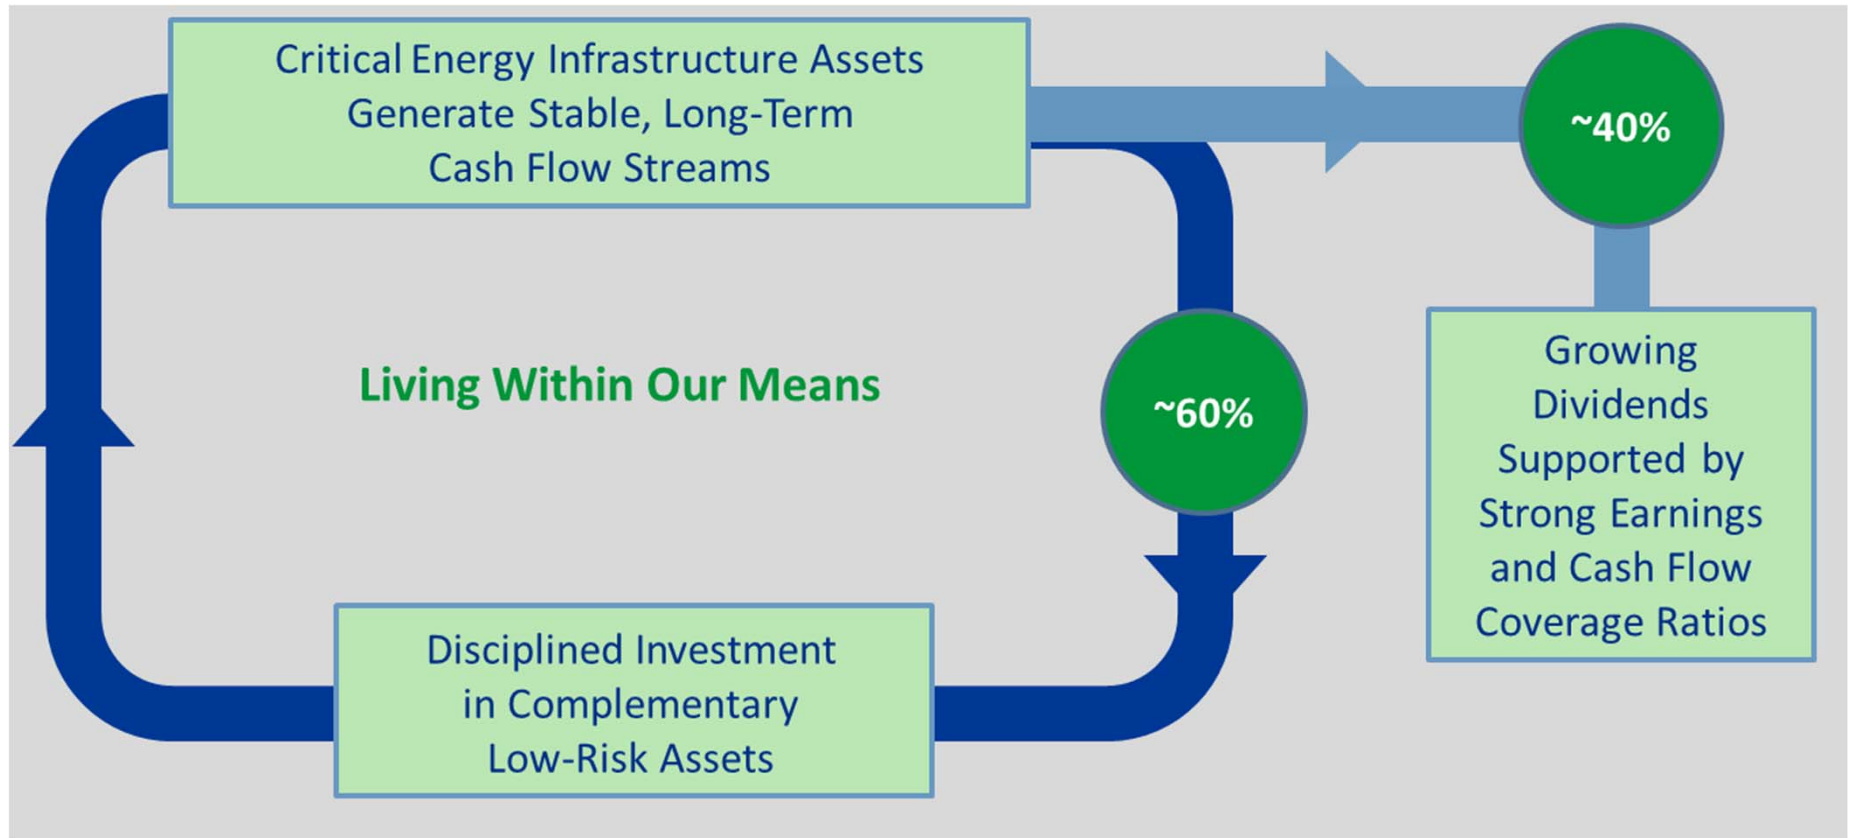 Critical Energy Infrastructure Assets
Generate Stable, Long-Term
Cash Flow Streams
~40%
Living Within Our Means
~60%
Growing
Dividends
Supported by
Strong Earnings
and Cash Flow
Coverage Ratios
Disciplined Investment
in Complementary
Low-Risk Assets